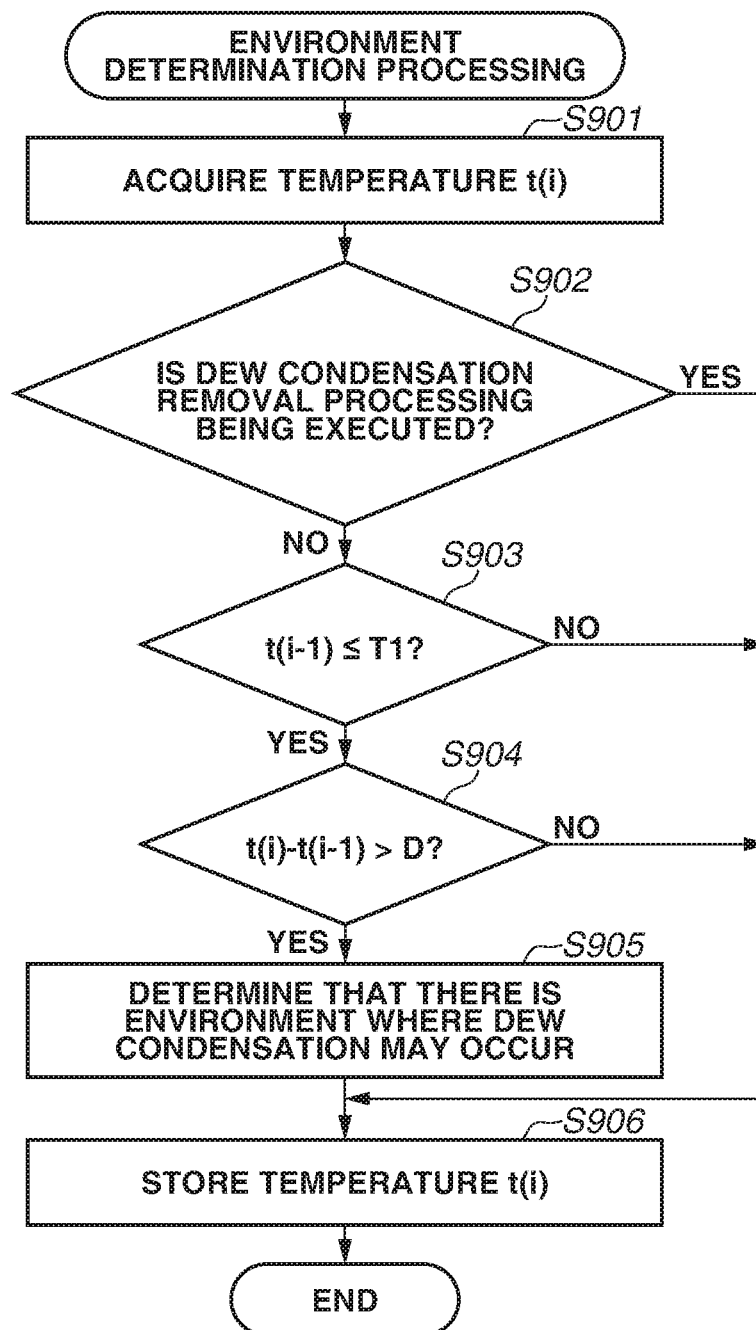 ENVIRONMENT
DETERMINATION PROCESSING
S901
ACQUIRE TEMPERATURE t(i)
S902
IS DEW CONDENSATION
REMOVAL PROCESSING
BEING EXECUTED?
YES
NO
S903
t(i-1) ≤ T1?
NO
YES
S904
t(i)-t(i-1) > D?
NO
YES
S905
DETERMINE THAT THERE IS
ENVIRONMENT WHERE DEW
CONDENSATION MAY OCCUR
S906
STORE TEMPERATURE t(i)
END